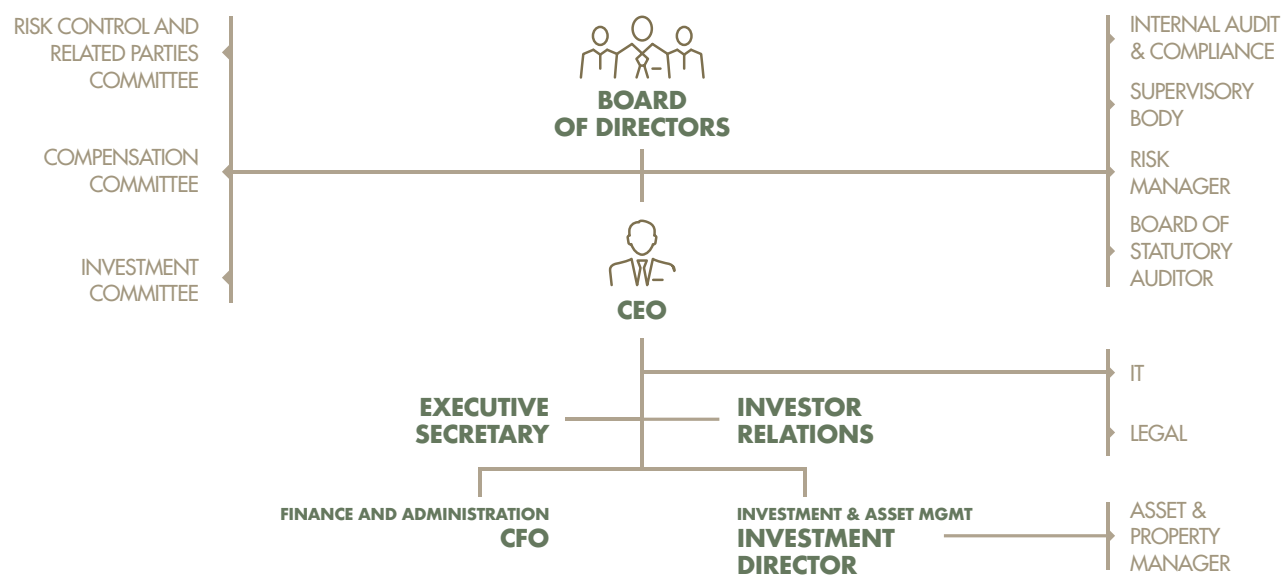 RISK CONTROL AND
RELATED PARTIES
COMMITTEE
COMPENSATION
COMMITTEE
INVESTMENT
COMMITTEE
BOARD
OF DIRECTORS
INTERNAL AUDIT
& COMPLIANCE
SUPERVISORY
BODY
RISK
MANAGER
BOARD OF
STATUTORY
AUDITOR
CEO
IT
LEGAL
EXECUTIVE
SECRETARY
INVESTOR
RELATIONS
FINANCE AND ADMINISTRATION
CFO
INVESTMENT & ASSET MGMT
INVESTMENT
DIRECTOR
ASSET &
PROPERTY
MANAGER